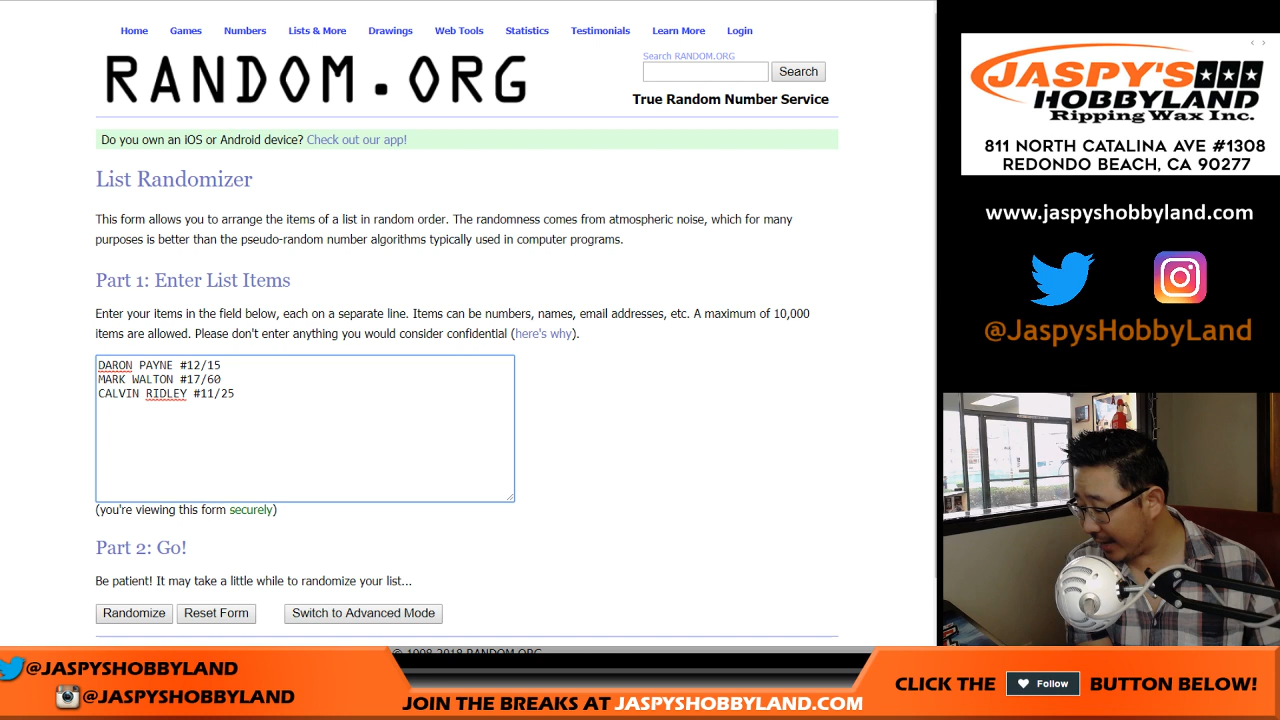 Home Games Numbers Lists & More Drawings Web Tools Statistics Testimonials Learn More Login
RANDOM.ORG
Search RANDOM.ORG
Search
True Random Number Service
Do you own an iOS or Android device? Check out our app!
List Randomizer
This form allows you to arrange the items of a list in random order. The randomness comes from atmospheric noise, which for many
purposes is better than the pseudo-random number algorithms typically used in computer programs.
Part 1: Enter List Items
Enter your items in the field below, each on a separate line. Items can be numbers, names, email addresses, etc. A maximum of 10,000
items are allowed. Please don't enter anything you would consider confidential (here's why).
DARON PAYNE #12/15
MARK WALTON #17/60
CALVIN RIDLEY #11/25
(you're viewing this form securely)
Part 2: Go!
Be patient! It may take a little while to randomize your list...
Randomize Reset Form Switch to Advanced Mode
© 1998-2018 RANDOM.ORG
JASPY'S
HOBBYLAND
Ripping Wax Inc.
811 NORTH CATALINA AVE #1308
REDONDO BEACH, CA 90277
www.jaspyshobbyland.com
@JaspysHobbyLand
@JASPYSHOBBYLAND
@JASPYSHOBBYLAND
JOIN THE BREAKS AT JASPYSHOBBYLAND.COM
CLICK THE Follow BUTTON BELOW!